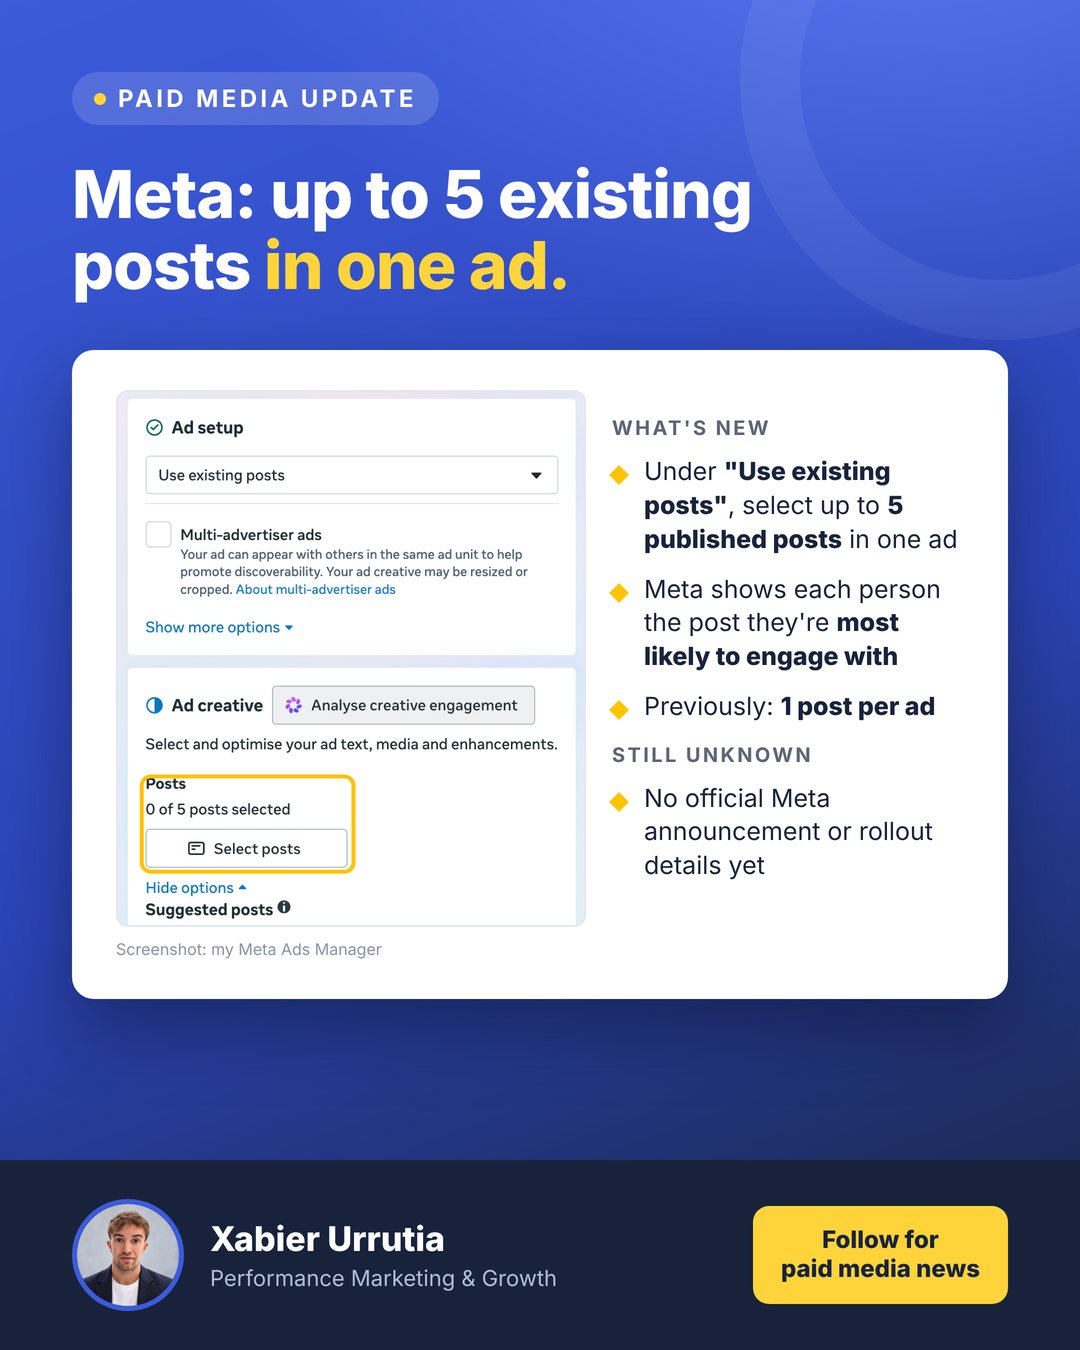 PAID MEDIA UPDATE
Meta: up to 5 existing
posts in one ad.
Ad setup
Use existing posts
Multi-advertiser ads
Your ad can appear with others in the same ad unit to help
promote discoverability. Your ad creative may be resized or
cropped. About multi-advertiser ads
Show more options
Ad creative
Analyse creative engagement
Select and optimise your ad text, media and enhancements.
Posts
0 of 5 posts selected
Select posts
Hide options
Suggested posts
Screenshot: my Meta Ads Manager
WHAT'S NEW
Under "Use existing
posts", select up to 5
published posts in one ad
Meta shows each person
the post they're most
likely to engage with
Previously: 1 post per ad
STILL UNKNOWN
No official Meta
announcement or rollout
details yet
Xabier Urrutia
Performance Marketing & Growth
Follow for
paid media news